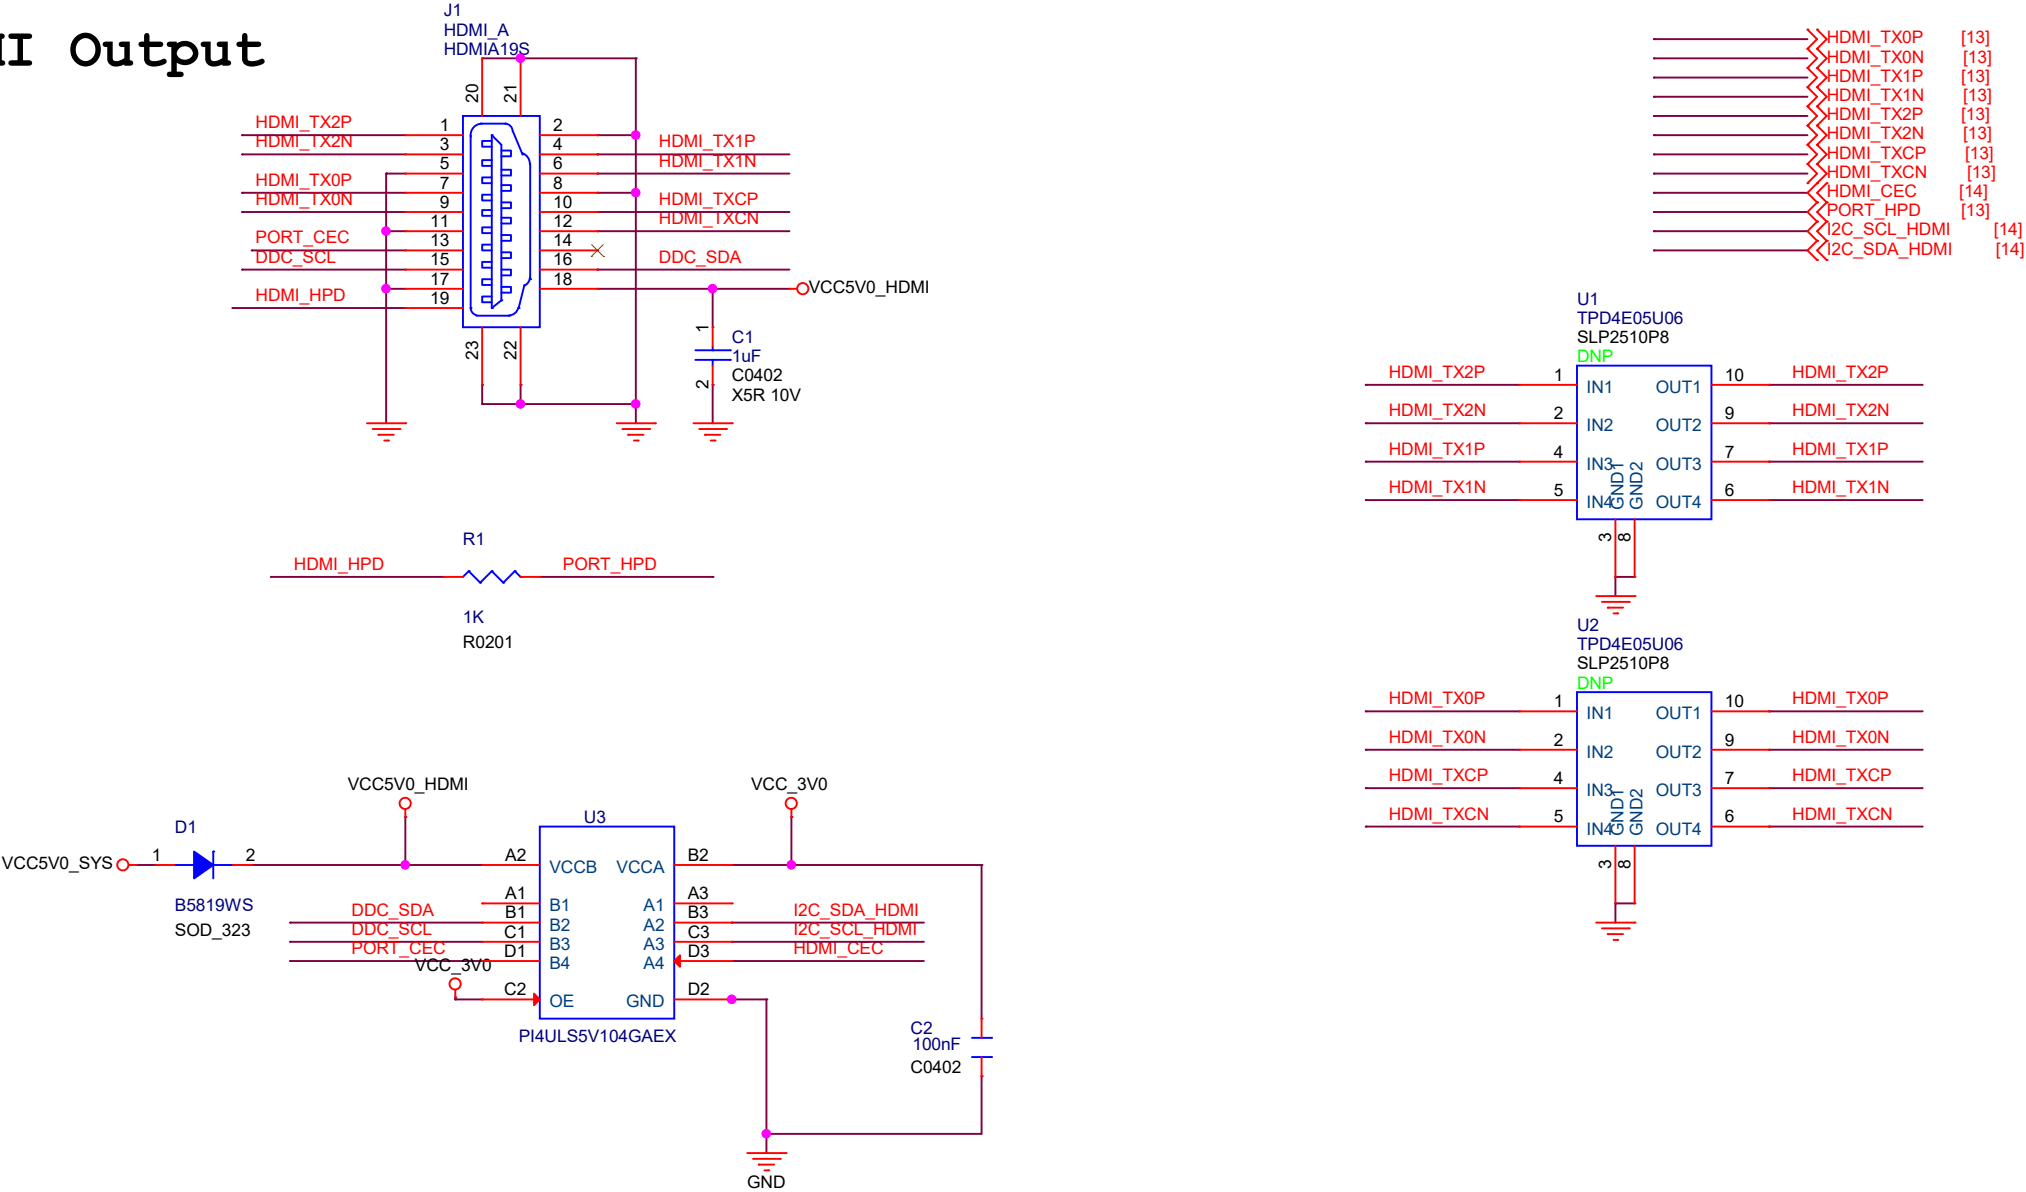 II Output
J1
HDMI_A
HDMIA19S
20
21
HDMI_TX2P
1
2
HDMI_TX2N
3
4
HDMI_TX1P
5
6
HDMI_TX1N
HDMI_TX0P
7
8
HDMI_TX0N
9
10
HDMI_TXCP
11
12
HDMI_TXCN
PORT_CEC
13
14
DDC_SCL
15
16
DDC_SDA
17
18
VCC5V0_HDMI
HDMI_HPD
19
23
22
1
C1
1uF
2
C0402
X5R 10V
HDMI_TX0P [13]
HDMI_TX0N [13]
HDMI_TX1P [13]
HDMI_TX1N [13]
HDMI_TX2P [13]
HDMI_TX2N [13]
HDMI_TXCP [13]
HDMI_TXCN [13]
HDMI_CEC [14]
PORT_HPD [13]
I2C_SCL_HDMI [14]
I2C_SDA_HDMI [14]
U1
TPD4E05U06
SLP2510P8
DNP
HDMI_TX2P 1 IN1 OUT1 10 HDMI_TX2P
HDMI_TX2N 2 IN2 OUT2 9 HDMI_TX2N
HDMI_TX1P 4 IN3 OUT3 7 HDMI_TX1P
HDMI_TX1N 5 IN4 OUT4 6 HDMI_TX1N
GND1
GND2
3
8
R1
HDMI_HPD PORT_HPD
1K
R0201
U2
TPD4E05U06
SLP2510P8
DNP
HDMI_TX0P 1 IN1 OUT1 10 HDMI_TX0P
HDMI_TX0N 2 IN2 OUT2 9 HDMI_TX0N
HDMI_TXCP 4 IN3 OUT3 7 HDMI_TXCP
HDMI_TXCN 5 IN4 OUT4 6 HDMI_TXCN
GND1
GND2
3
8
VCC5V0_HDMI
VCC_3V0
D1
U3
VCC5V0_SYS 1 2
B5819WS
SOD_323
A2 VCCB VCCA B2
A1 B1 A1 A3
DDC_SDA B1 B2 A2 B3 I2C_SDA_HDMI
DDC_SCL C1 B3 A3 C3 I2C_SCL_HDMI
PORT_CEC D1 B4 A4 D3 HDMI_CEC
VCC_3V0
C2 OE GND D2
PI4ULS5V104GAEX
C2
100nF
C0402
GND